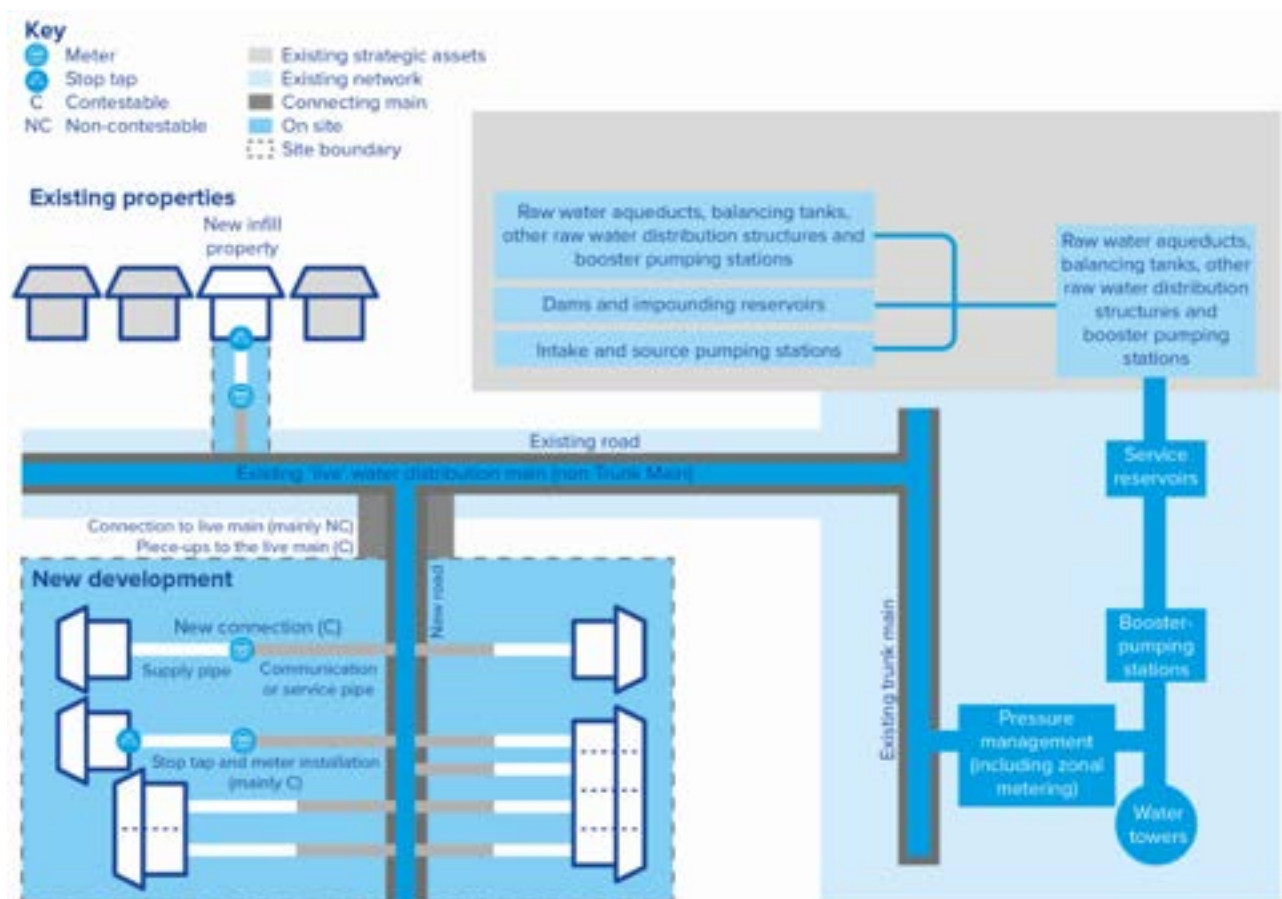 Key
Meter
Stop tap
C Contestable
NC Non-contestable
Existing strategic assets
Existing network
Connecting main
On site
Site boundary
Existing properties
New infill
property
Raw water aqueducts, balancing tanks,
other raw water distribution structures and
booster pumping stations
Dams and impounding reservoirs
Intake and source pumping stations
Raw water aqueducts,
balancing tanks, other
raw water distribution
structures and
booster pumping
stations
Existing road
Existing 'live' water distribution main (non Trunk Main)
Service
reservoirs
Connection to live main (mainly NC)
Piece-ups to the live main (C)
New development
New road
New connection (C)
Supply pipe
Communication
or service pipe
Stop tap and meter installation
(mainly C)
Existing trunk main
Booster-
pumping
stations
Pressure
management
(including zonal
metering)
Water
towers